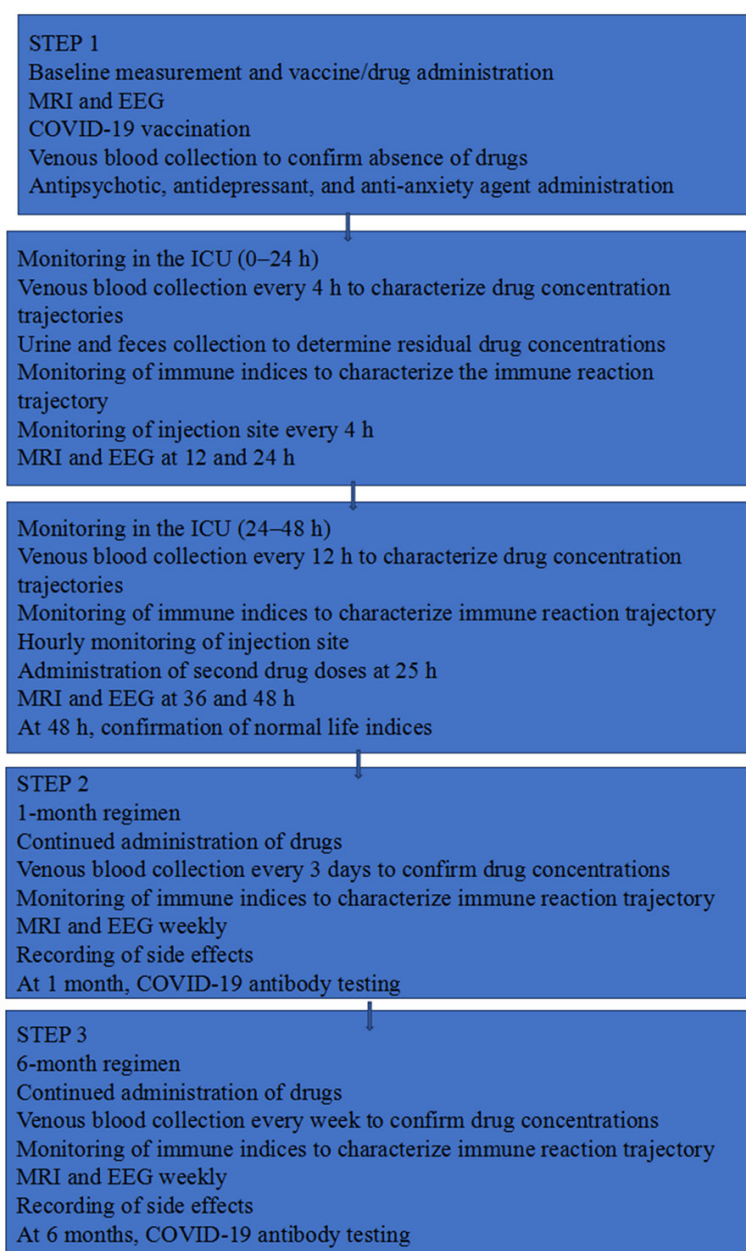 STEP 1
Baseline measurement and vaccine/drug administration
MRI and EEG
COVID-19 vaccination
Venous blood collection to confirm absence of drugs
Antipsychotic, antidepressant, and anti-anxiety agent administration
Monitoring in the ICU (0–24 h)
Venous blood collection every 4 h to characterize drug concentration
trajectories
Urine and feces collection to determine residual drug concentrations
Monitoring of immune indices to characterize the immune reaction
trajectory
Monitoring of injection site every 4 h
MRI and EEG at 12 and 24 h
Monitoring in the ICU (24–48 h)
Venous blood collection every 12 h to characterize drug concentration
trajectories
Monitoring of immune indices to characterize immune reaction trajectory
Hourly monitoring of injection site
Administration of second drug doses at 25 h
MRI and EEG at 36 and 48 h
At 48 h, confirmation of normal life indices
STEP 2
1-month regimen
Continued administration of drugs
Venous blood collection every 3 days to confirm drug concentrations
Monitoring of immune indices to characterize immune reaction trajectory
MRI and EEG weekly
Recording of side effects
At 1 month, COVID-19 antibody testing
STEP 3
6-month regimen
Continued administration of drugs
Venous blood collection every week to confirm drug concentrations
Monitoring of immune indices to characterize immune reaction trajectory
MRI and EEG weekly
Recording of side effects
At 6 months, COVID-19 antibody testing